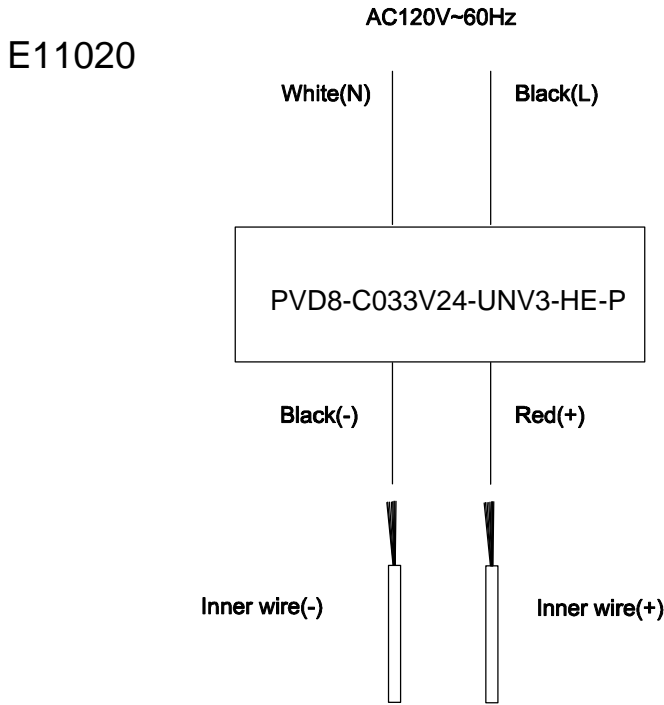 AC120V~60Hz
E11020
White(N)
Black(L)
PVD8-C033V24-UNV3-HE-P
Black(-)
Red(+)
Inner wire(-)
Inner wire(+)